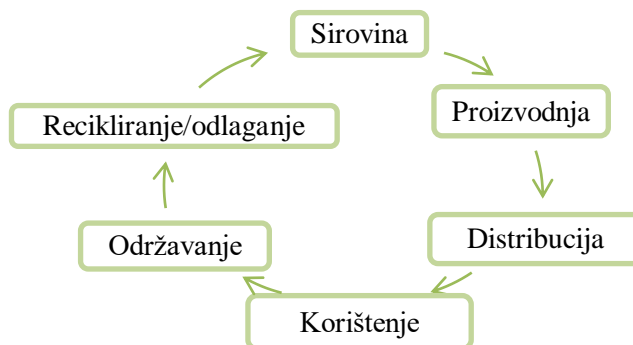 Sirovina
Proizvodnja
Distribucija
Korištenje
Održavanje
Recikliranje/odlaganje